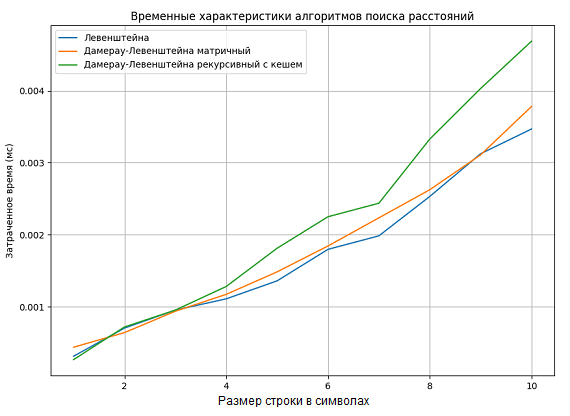 Временные характеристики алгоритмов поиска расстояний
Левенштейна
Дамерау-Левенштейна матричный
Дамерау-Левенштейна рекурсивный с кешем
Затраченное время (мс)
0.004
0.003
0.002
0.001
2 4 6 8 10
Размер строки в символах